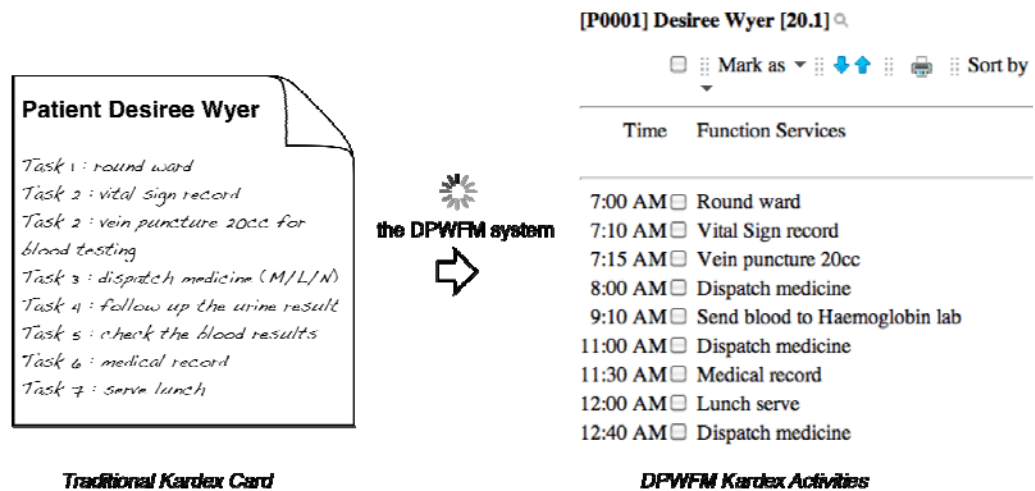 Patient Desiree Wyer
Task 1 : round ward
Task 2 : vital sign record
Task 2 : vein puncture 20cc for
blood testing
Task 3 : dispatch medicine (M/L/N)
Task 4 : follow up the urine result
Task 5 : check the blood results
Task 6 : medical record
Task 7 : serve lunch
Traditional Kardex Card
the DPWFM system
[P0001] Desiree Wyer [20.1]
Mark as Sort by
Time Function Services
7:00 AM Round ward
7:10 AM Vital Sign record
7:15 AM Vein puncture 20cc
8:00 AM Dispatch medicine
9:10 AM Send blood to Haemoglobin lab
11:00 AM Dispatch medicine
11:30 AM Medical record
12:00 AM Lunch serve
12:40 AM Dispatch medicine
DPWFM Kardex Activities